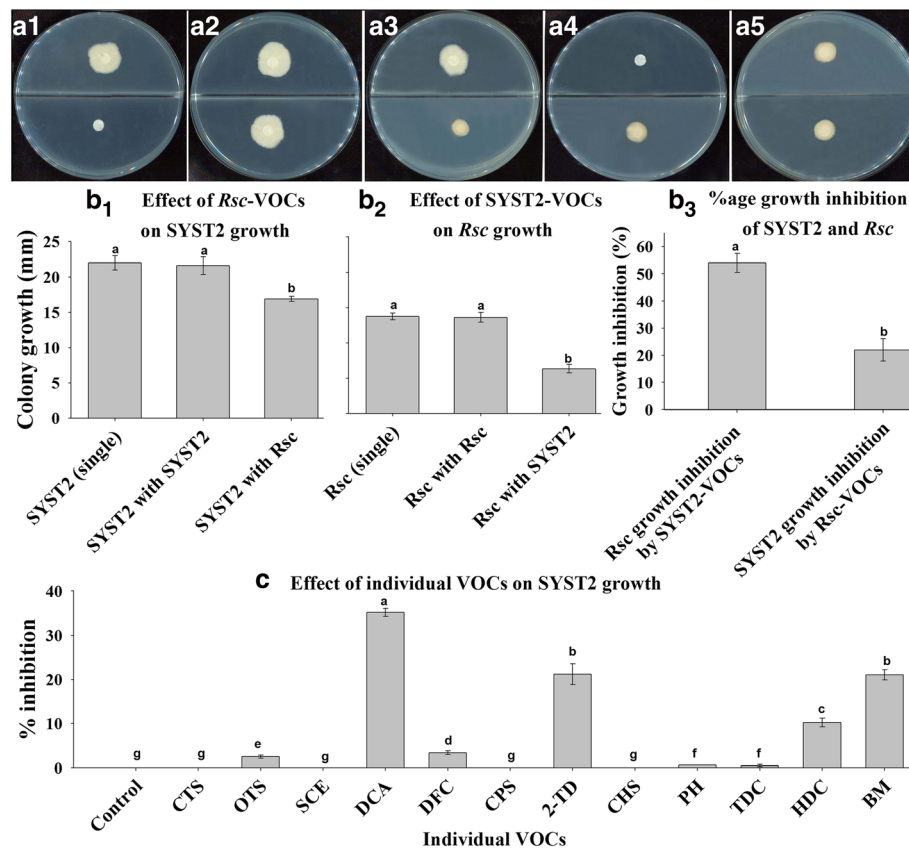 a1 a2 a3 a4 a5
b1 Effect of Rsc-VOCs
on SYST2 growth
b2 Effect of SYST2-VOCs
on Rsc growth
b3 %age growth inhibition
of SYST2 and Rsc
Colony growth (mm)
25
20
15
10
5
0
a
a
b
SYST2 (single)
SYST2 with SYST2
SYST2 with Rsc
a
a
b
Rsc (single)
Rsc with Rsc
Rsc with SYST2
Growth inhibition (%)
60
50
40
30
20
10
0
a
b
Rsc growth inhibition
by SYST2-VOCs
SYST2 growth inhibition
by Rsc-VOCs
c Effect of individual VOCs on SYST2 growth
% inhibition
40
30
20
10
0
g g e g a d g b g f f c b
Control CTS OTS SCE DCA DFC CPS 2-TD CHS PH TDC HDC BM
Individual VOCs